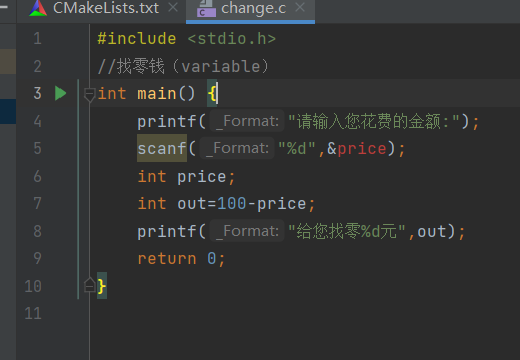 CMakeLists.txt × change.c ×
1 #include <stdio.h>
2 //找零钱（variable）
3 int main() {
4 printf( _Format: "请输入您花费的金额:");
5 scanf( _Format: "%d",&price);
6 int price;
7 int out=100-price;
8 printf( _Format: "给您找零%d元",out);
9 return 0;
10 }
11